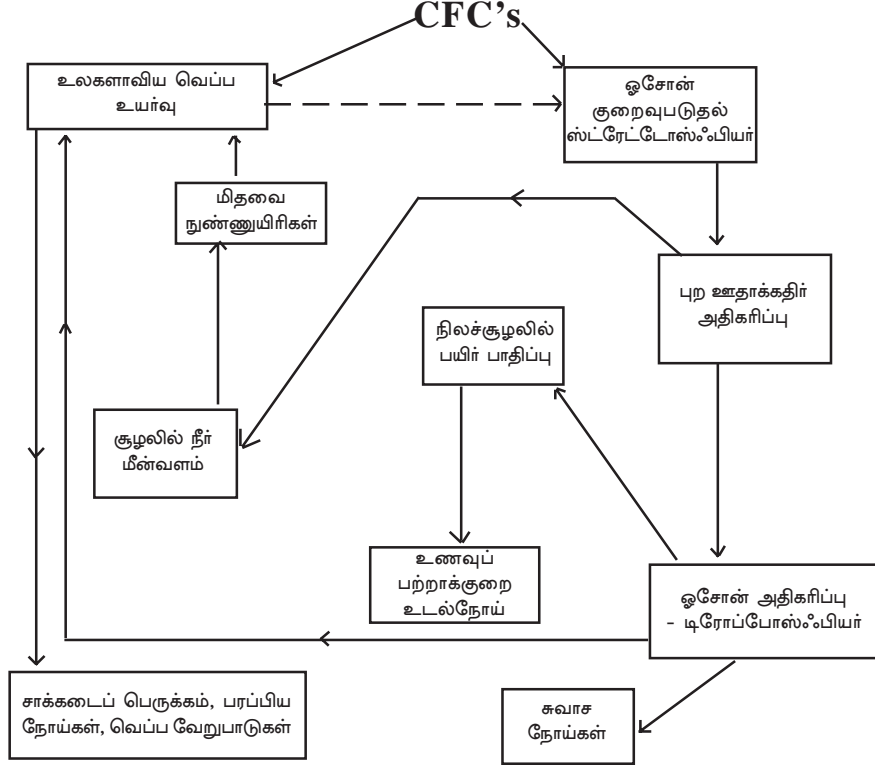 CFC's
உலகளாவிய வெப்ப
உயர்வு
ஓசோன்
குறைவுபடுதல்
ஸ்ட்ரேட்டோஸ்ஃபியர்
மிதவை
நுண்ணுயிரிகள்
புற ஊதாக்கதிர்
அதிகரிப்பு
நிலச்சூழலில்
பயிர் பாதிப்பு
சூழலில் நீர்
மீன்வளம்
உணவுப்
பற்றாக்குறை
உடல்நோய்
ஓசோன் அதிகரிப்பு
- டிரோப்போஸ்ஃபியர்
சாக்கடைப் பெருக்கம், பரப்பிய
நோய்கள், வெப்ப வேறுபாடுகள்
சுவாச
நோய்கள்